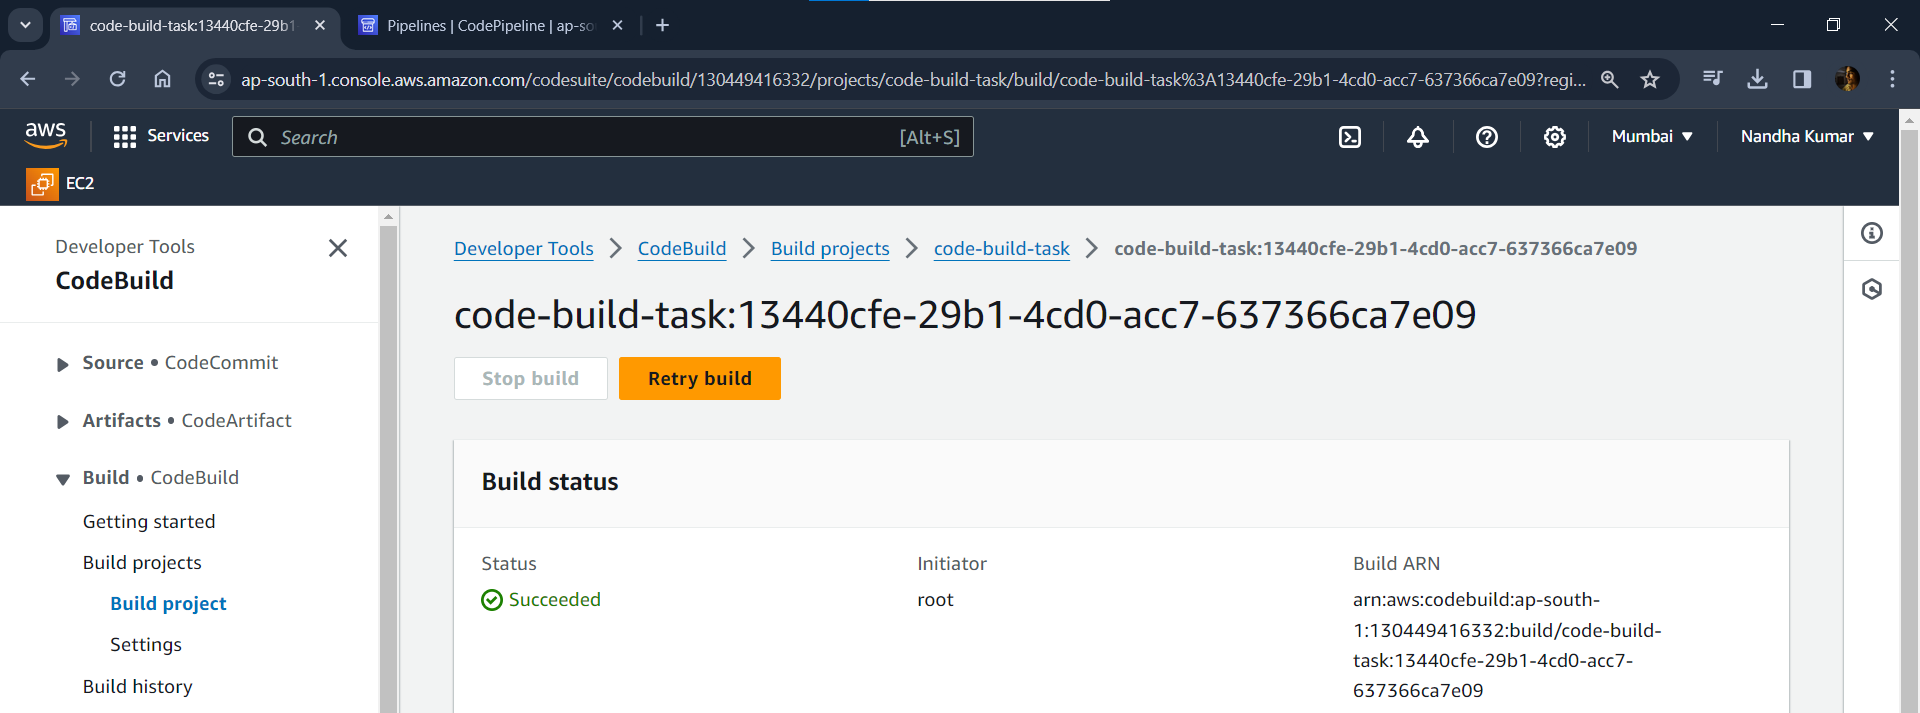 code-build-task:13440cfe-29b1
Pipelines | CodePipeline | ap-so
ap-south-1.console.aws.amazon.com/codesuite/codebuild/130449416332/projects/code-build-task/build/code-build-task%3A13440cfe-29b1-4cd0-acc7-637366ca7e09?regi...
aws
Services
Search
[Alt+S]
Mumbai
Nandha Kumar
EC2
Developer Tools
CodeBuild
Source • CodeCommit
Artifacts • CodeArtifact
Build • CodeBuild
Getting started
Build projects
Build project
Settings
Build history
Developer Tools > CodeBuild > Build projects > code-build-task > code-build-task:13440cfe-29b1-4cd0-acc7-637366ca7e09
code-build-task:13440cfe-29b1-4cd0-acc7-637366ca7e09
Stop build
Retry build
Build status
Status
Succeeded
Initiator
root
Build ARN
arn:aws:codebuild:ap-south-
1:130449416332:build/code-build-
task:13440cfe-29b1-4cd0-acc7-
637366ca7e09